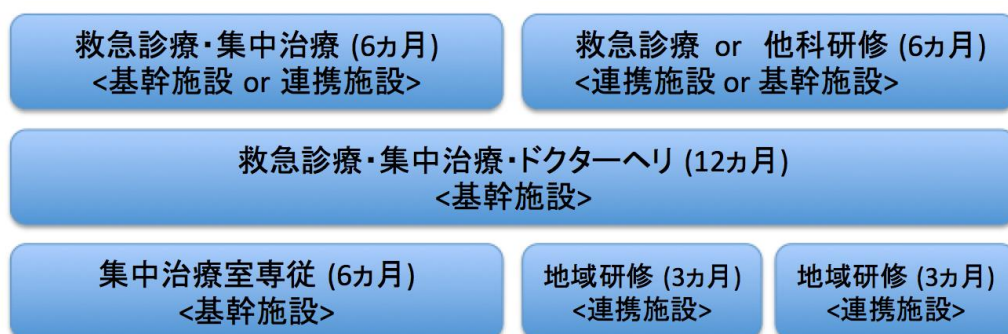 救急診療・集中治療 (6ヵ月)
<基幹施設 or 連携施設>
救急診療 or 他科研修 (6ヵ月)
<連携施設 or 基幹施設>
救急診療・集中治療・ドクターヘリ (12ヵ月)
<基幹施設>
集中治療室専従 (6ヵ月)
<基幹施設>
地域研修 (3ヵ月)
<連携施設>
地域研修 (3ヵ月)
<連携施設>